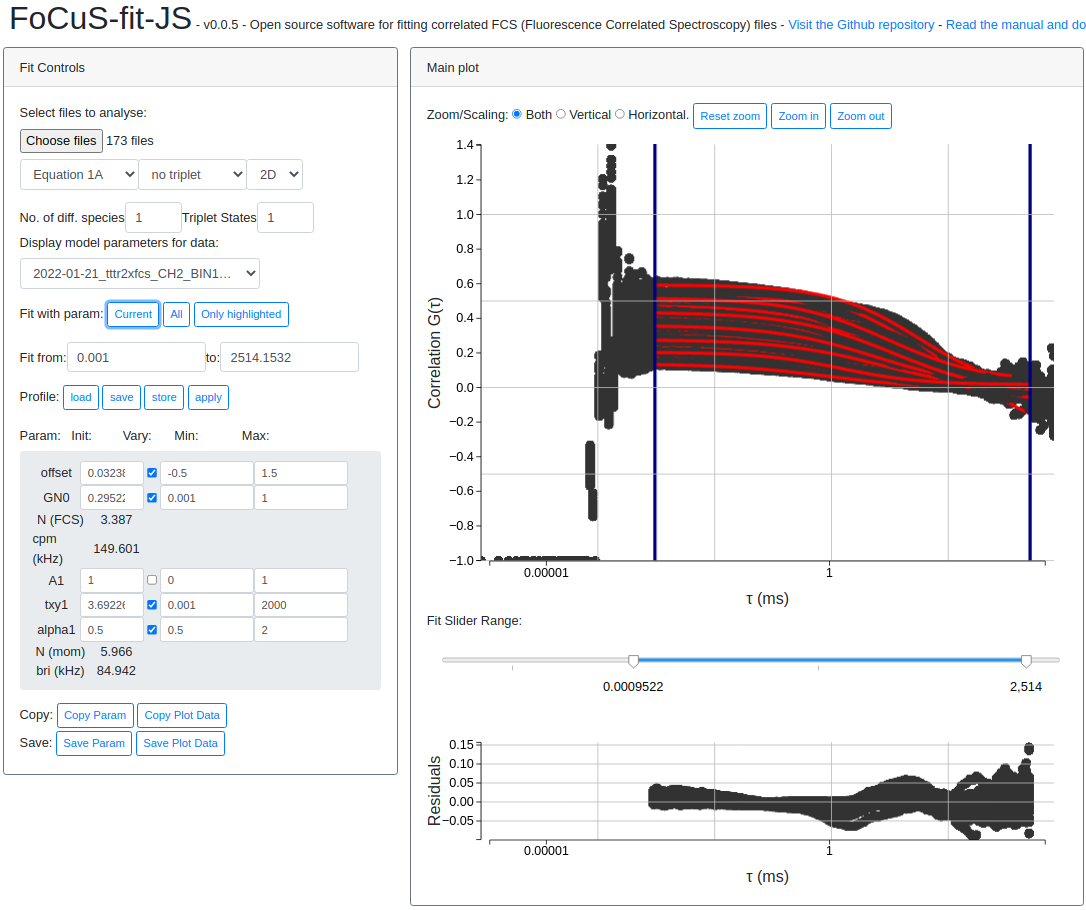 FoCuS-fit-JS - v0.0.5 - Open source software for fitting correlated FCS (Fluorescence Correlated Spectroscopy) files - Visit the Github repository - Read the manual and do
Fit Controls
Select files to analyse:
Choose files 173 files
Equation 1A no triplet 2D
No. of diff. species 1 Triplet States 1
Display model parameters for data:
2022-01-21_tttr2xfcs_CH2_BIN1...
Fit with param: Current All Only highlighted
Fit from: 0.001 to: 2514.1532
Profile: load save store apply
Param: Init: Vary: Min: Max:
offset 0.03238 -0.5 1.5
GN0 0.29522 0.001 1
N (FCS) 3.387
cpm
(kHz) 149.601
A1 1 0 1
txy1 3.69226 0.001 2000
alpha1 0.5 0.5 2
N (mom) 5.966
bri (kHz) 84.942
Copy: Copy Param Copy Plot Data
Save: Save Param Save Plot Data
Main plot
Zoom/Scaling: Both Vertical Horizontal. Reset zoom Zoom in Zoom out
Correlation G(τ)
1.4
1.2
1.0
0.8
0.6
0.4
0.2
0.0
−0.2
−0.4
−0.6
−0.8
−1.0
0.00001 1
τ (ms)
Fit Slider Range:
0.0009522 2,514
Residuals
0.15
0.10
0.05
0.00
−0.05
0.00001 1
τ (ms)